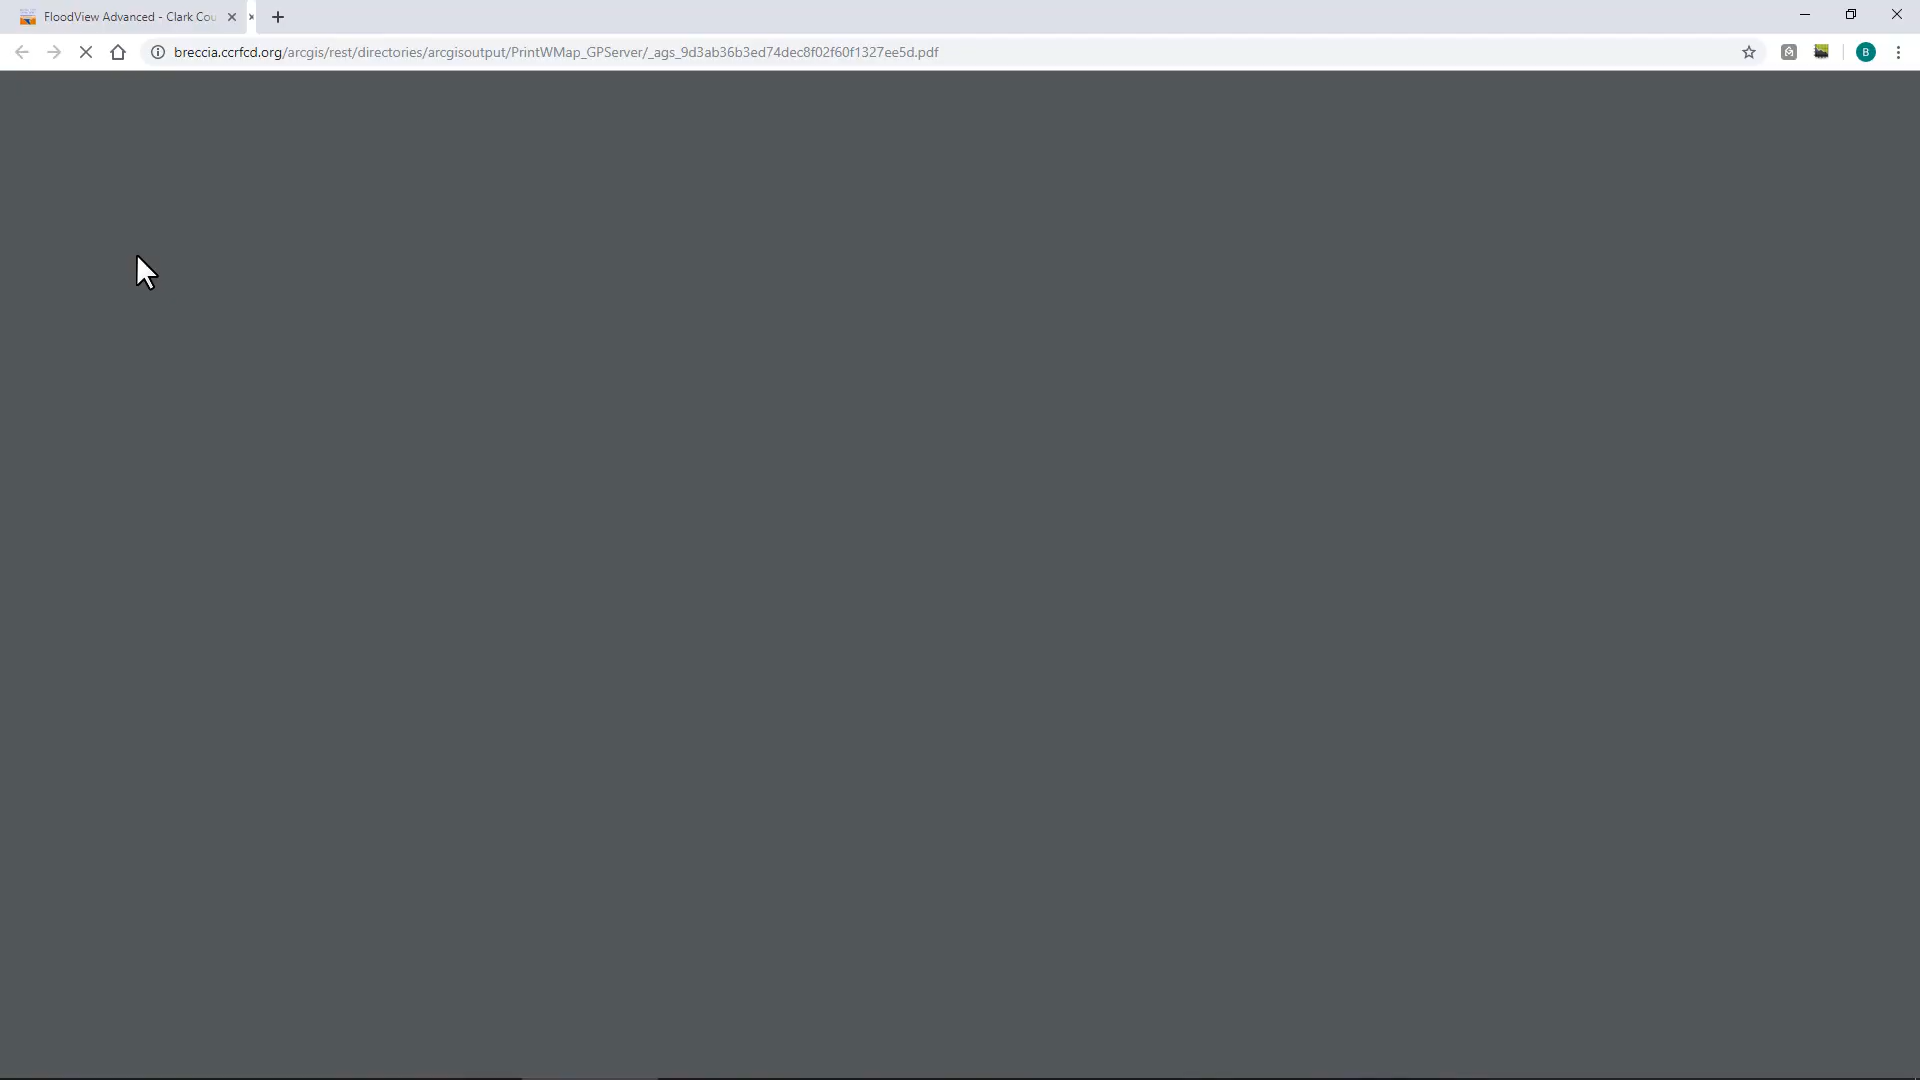 FloodView Advanced - Clark Cou
breccia.ccrfcd.org/arcgis/rest/directories/arcgisoutput/PrintWMap_GPServer/_ags_9d3ab36b3ed74dec8f02f60f1327ee5d.pdf
B